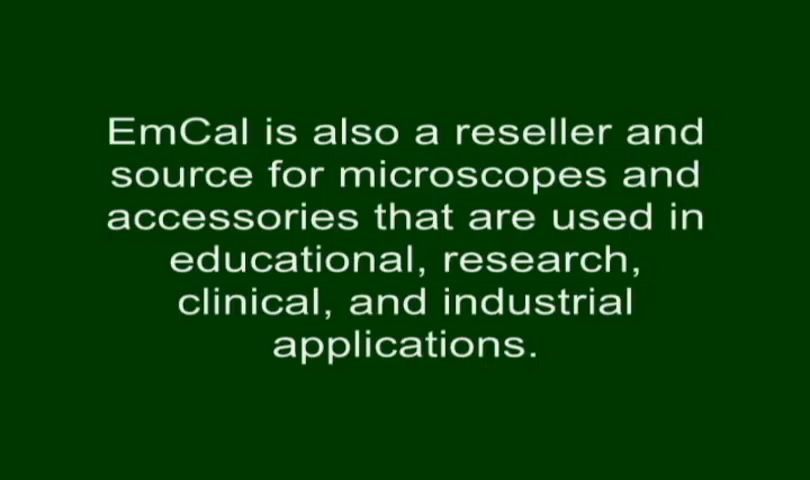 EmCal is also a reseller and
source for microscopes and
accessories that are used in
educational, research,
clinical, and industrial
applications.